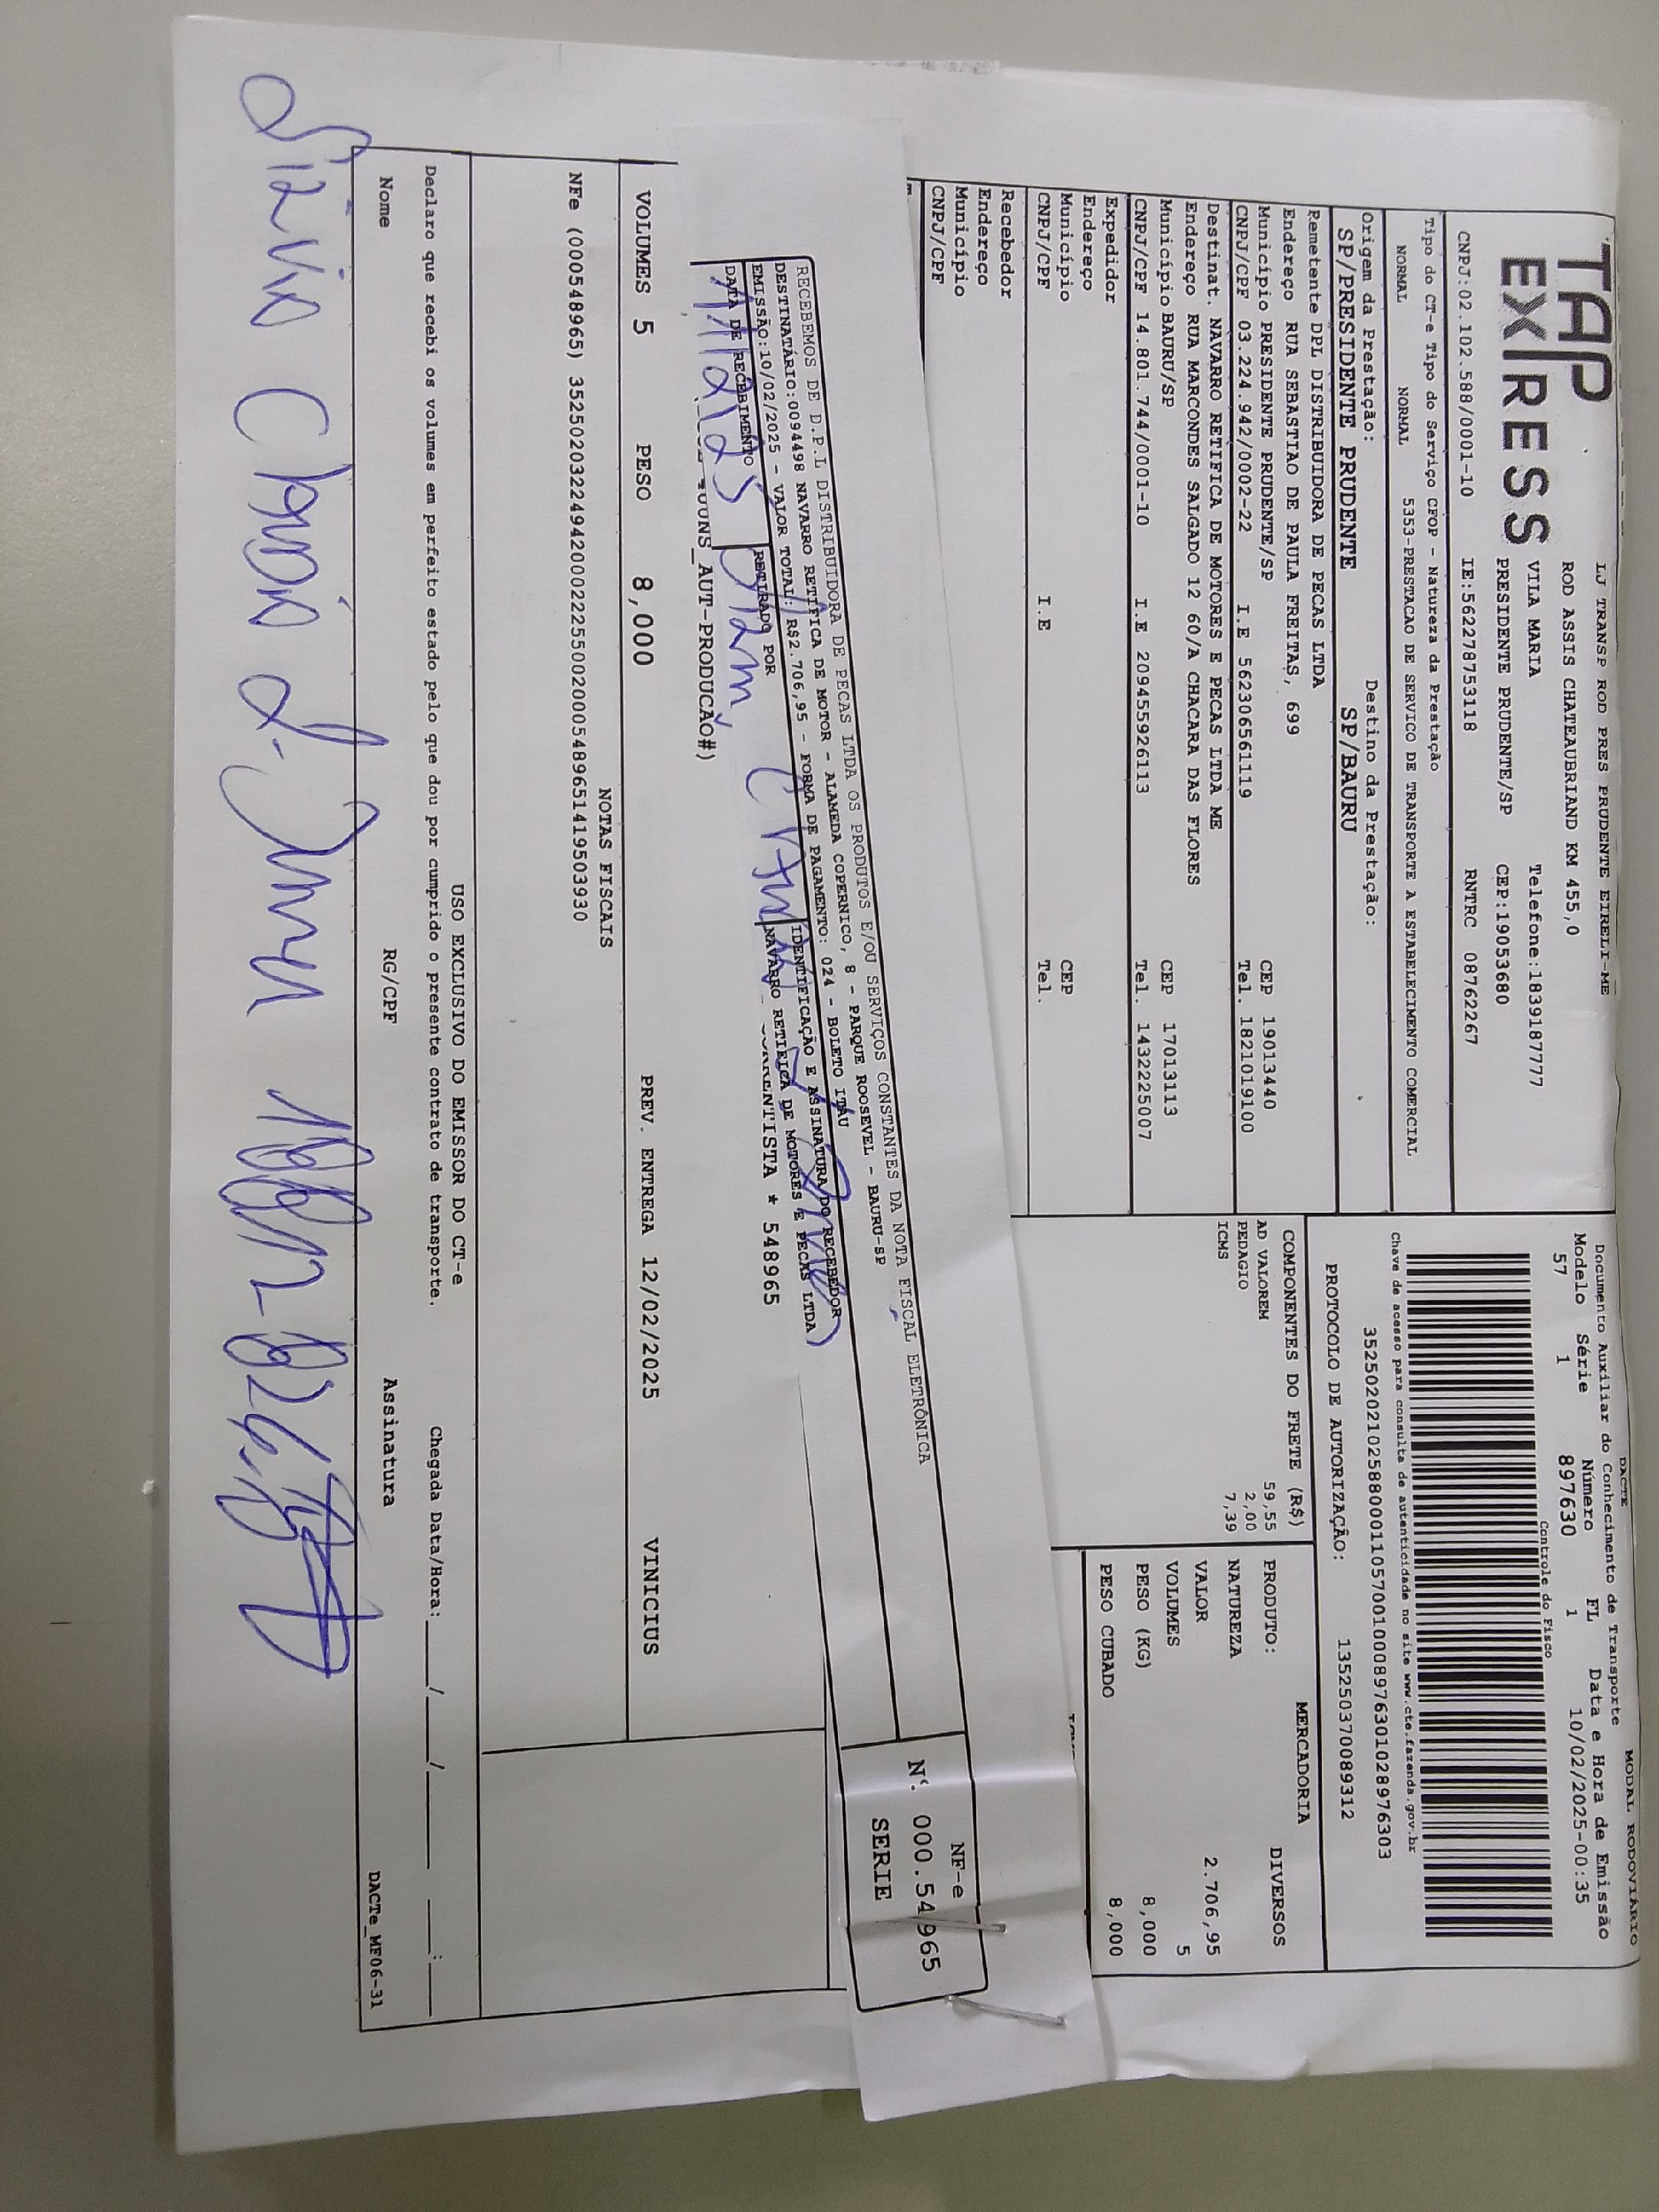 DACTE
MODAL RODOVIÁRIO
TAP EXPRESS
LJ TRANSP ROD PRES PRUDENTE EIRELI-ME
ROD ASSIS CHATEAUBRIAND KM 455,0
VILA MARIA Telefone:1839187777
PRESIDENTE PRUDENTE/SP CEP:19053680
CNPJ:02.102.588/0001-10 IE:562278753118 RNTRC 08762267
Documento Auxiliar do Conhecimento de Transporte
Modelo Série Número FL Data e Hora de Emissão
57 1 897630 1 10/02/2025-00:35
Controle do Fisco
Chave de acesso para consulta de autenticidade no site www.cte.fazenda.gov.br
35250202102588000110570010008976301028976303
PROTOCOLO DE AUTORIZAÇÃO: 135250370089312
Tipo do CT-e Tipo do Serviço CFOP - Natureza da Prestação
NORMAL NORMAL 5353-PRESTACAO DE SERVICO DE TRANSPORTE A ESTABELECIMENTO COMERCIAL
Origem da Prestação: Destino da Prestação:
SP/PRESIDENTE PRUDENTE SP/BAURU
Remetente DPL DISTRIBUIDORA DE PECAS LTDA
Endereço RUA SEBASTIAO DE PAULA FREITAS, 699
Município PRESIDENTE PRUDENTE/SP CEP 19013440
CNPJ/CPF 03.224.942/0002-22 I.E 562306561119 Tel. 1821019100
Destinat. NAVARRO RETIFICA DE MOTORES E PECAS LTDA ME
Endereço RUA MARCONDES SALGADO 12 60/A CHACARA DAS FLORES
Município BAURU/SP CEP 17013113
CNPJ/CPF 14.801.744/0001-10 I.E 209455926113 Tel. 1432225007
Expedidor
Endereço
Município CEP
CNPJ/CPF I.E Tel.
Recebedor
Endereço
Município
CNPJ/CPF
COMPONENTES DO FRETE (R$)
AD VALOREM 59,55
PEDAGIO 2,00
ICMS 7,39
MERCADORIA
PRODUTO: DIVERSOS
NATUREZA
VALOR 2.706,95
VOLUMES 5
PESO (KG) 8,000
PESO CUBADO 8,000
RECEBEMOS DE D.P.L DISTRIBUIDORA DE PECAS LTDA OS PRODUTOS E/OU SERVIÇOS CONSTANTES DA NOTA FISCAL ELETRÔNICA
DESTINATÁRIO:0094498 NAVARRO RETIFICA DE MOTOR - ALAMEDA COPERNICO, 8 - PARQUE ROOSEVEL - BAURU-SP
EMISSÃO:10/02/2025 - VALOR TOTAL: R$2.706,95 - FORMA DE PAGAMENTO: 024 - BOLETO ITAU
DATA DE RECEBIMENTO RETIRADO POR IDENTIFICAÇÃO E ASSINATURA DO RECEBEDOR
NAVARRO RETIFICA DE MOTORES E PECAS LTDA)
NF-e
Nº. 000.54 965
SERIE
AUT-PRODUCÃO#) * 548965
VOLUMES 5 PESO 8,000 PREV. ENTREGA 12/02/2025 VINICIUS
NOTAS FISCAIS
NFe (000548965) 35250203224942000222550020005489651419503930
USO EXCLUSIVO DO EMISSOR DO CT-e
Declaro que recebi os volumes em perfeito estado pelo que dou por cumprido o presente contrato de transporte. Chegada Data/Hora:____/____/______ ___:___
Nome RG/CPF Assinatura
DACTe_MF06-31